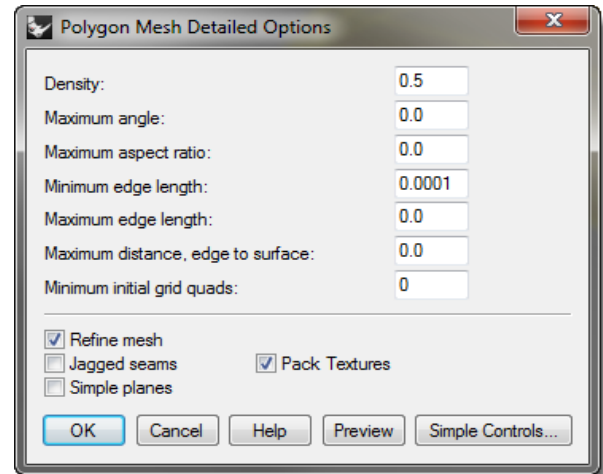 Polygon Mesh Detailed Options
Density: 0.5
Maximum angle: 0.0
Maximum aspect ratio: 0.0
Minimum edge length: 0.0001
Maximum edge length: 0.0
Maximum distance, edge to surface: 0.0
Minimum initial grid quads: 0
Refine mesh
Jagged seams Pack Textures
Simple planes
OK Cancel Help Preview Simple Controls...